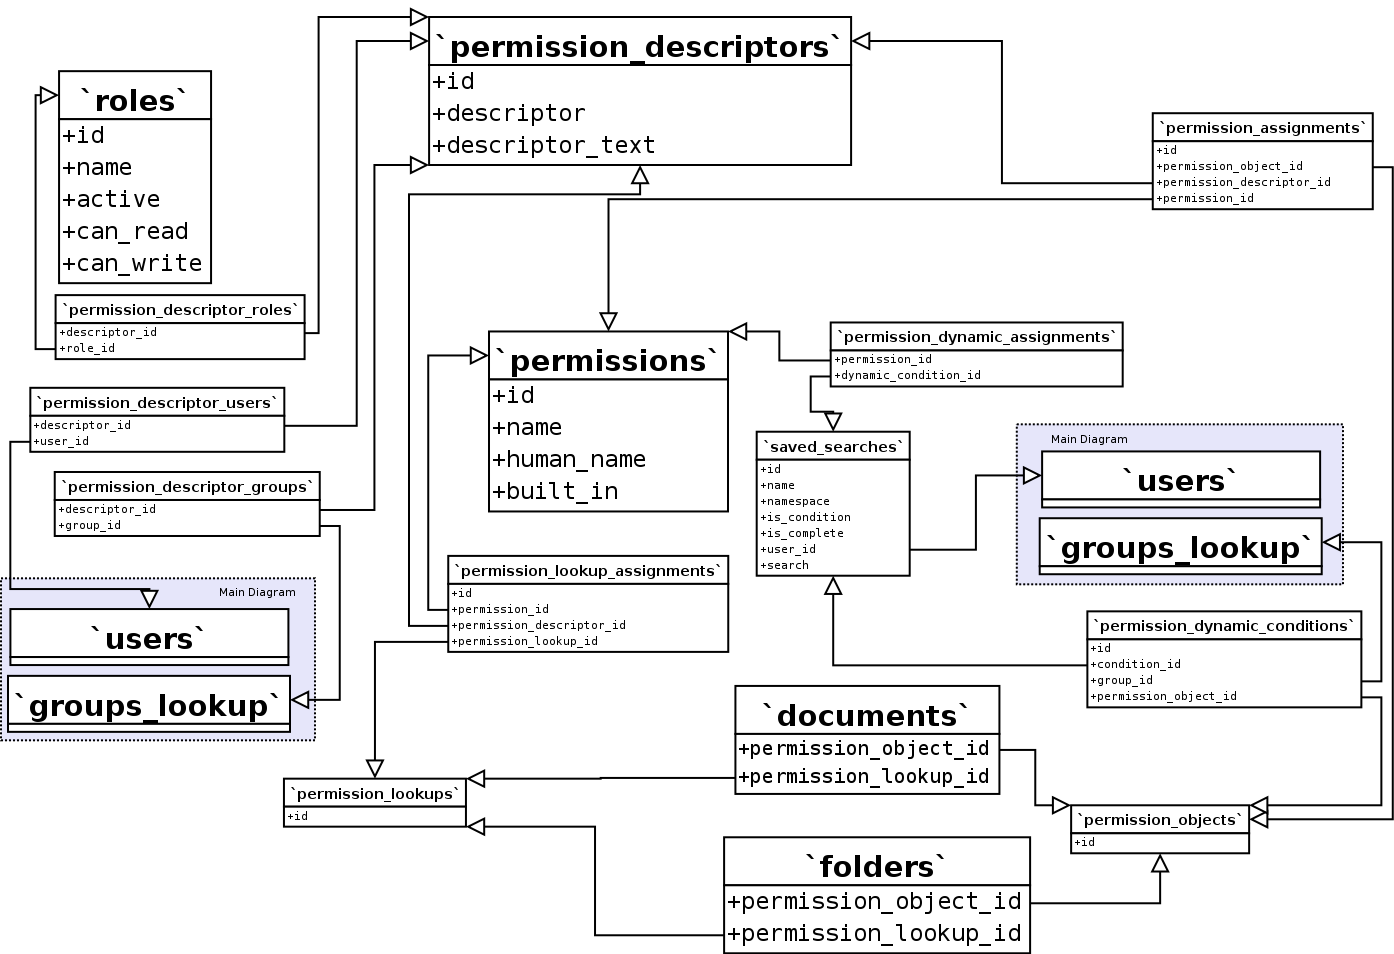 `permission_descriptors`
+id
+descriptor
+descriptor_text
`roles`
+id
+name
+active
+can_read
+can_write
`permission_assignments`
+id
+permission_object_id
+permission_descriptor_id
+permission_id
`permission_descriptor_roles`
+descriptor_id
+role_id
`permissions`
+id
+name
+human_name
+built_in
`permission_dynamic_assignments`
+permission_id
+dynamic_condition_id
`permission_descriptor_users`
+descriptor_id
+user_id
`saved_searches`
+id
+name
+namespace
+is_condition
+is_complete
+user_id
+search
Main Diagram
`users`
`groups_lookup`
`permission_descriptor_groups`
+descriptor_id
+group_id
`permission_lookup_assignments`
+id
+permission_id
+permission_descriptor_id
+permission_lookup_id
Main Diagram
`users`
`groups_lookup`
`permission_dynamic_conditions`
+id
+condition_id
+group_id
+permission_object_id
`documents`
+permission_object_id
+permission_lookup_id
`permission_lookups`
+id
`permission_objects`
+id
`folders`
+permission_object_id
+permission_lookup_id